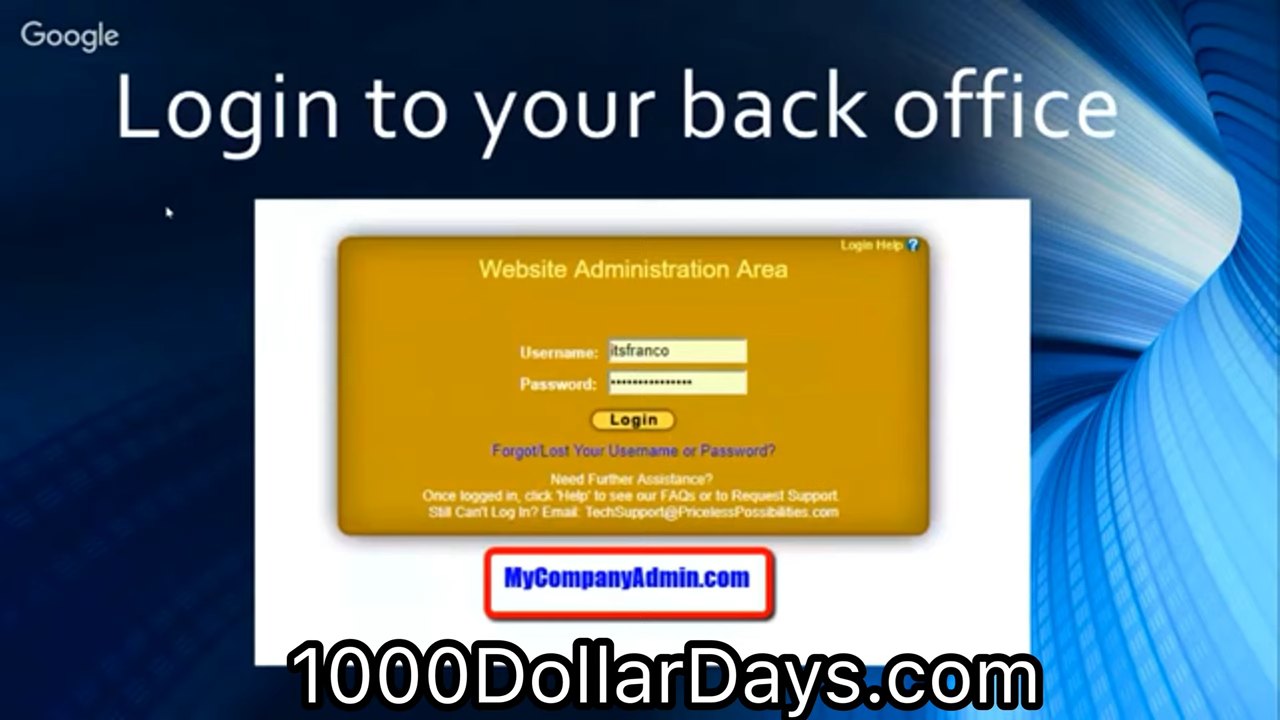 Google
Login to your back office
Login Help ?
Website Administration Area
Username: itsfranco
Password: •••••••••••••••
Login
Forgot/Lost Your Username or Password?
Need Further Assistance?
Once logged in, click 'Help' to see our FAQs or to Request Support.
Still Can't Log In? Email: TechSupport@PricelessPossibilities.com
MyCompanyAdmin.com
1000DollarDays.com